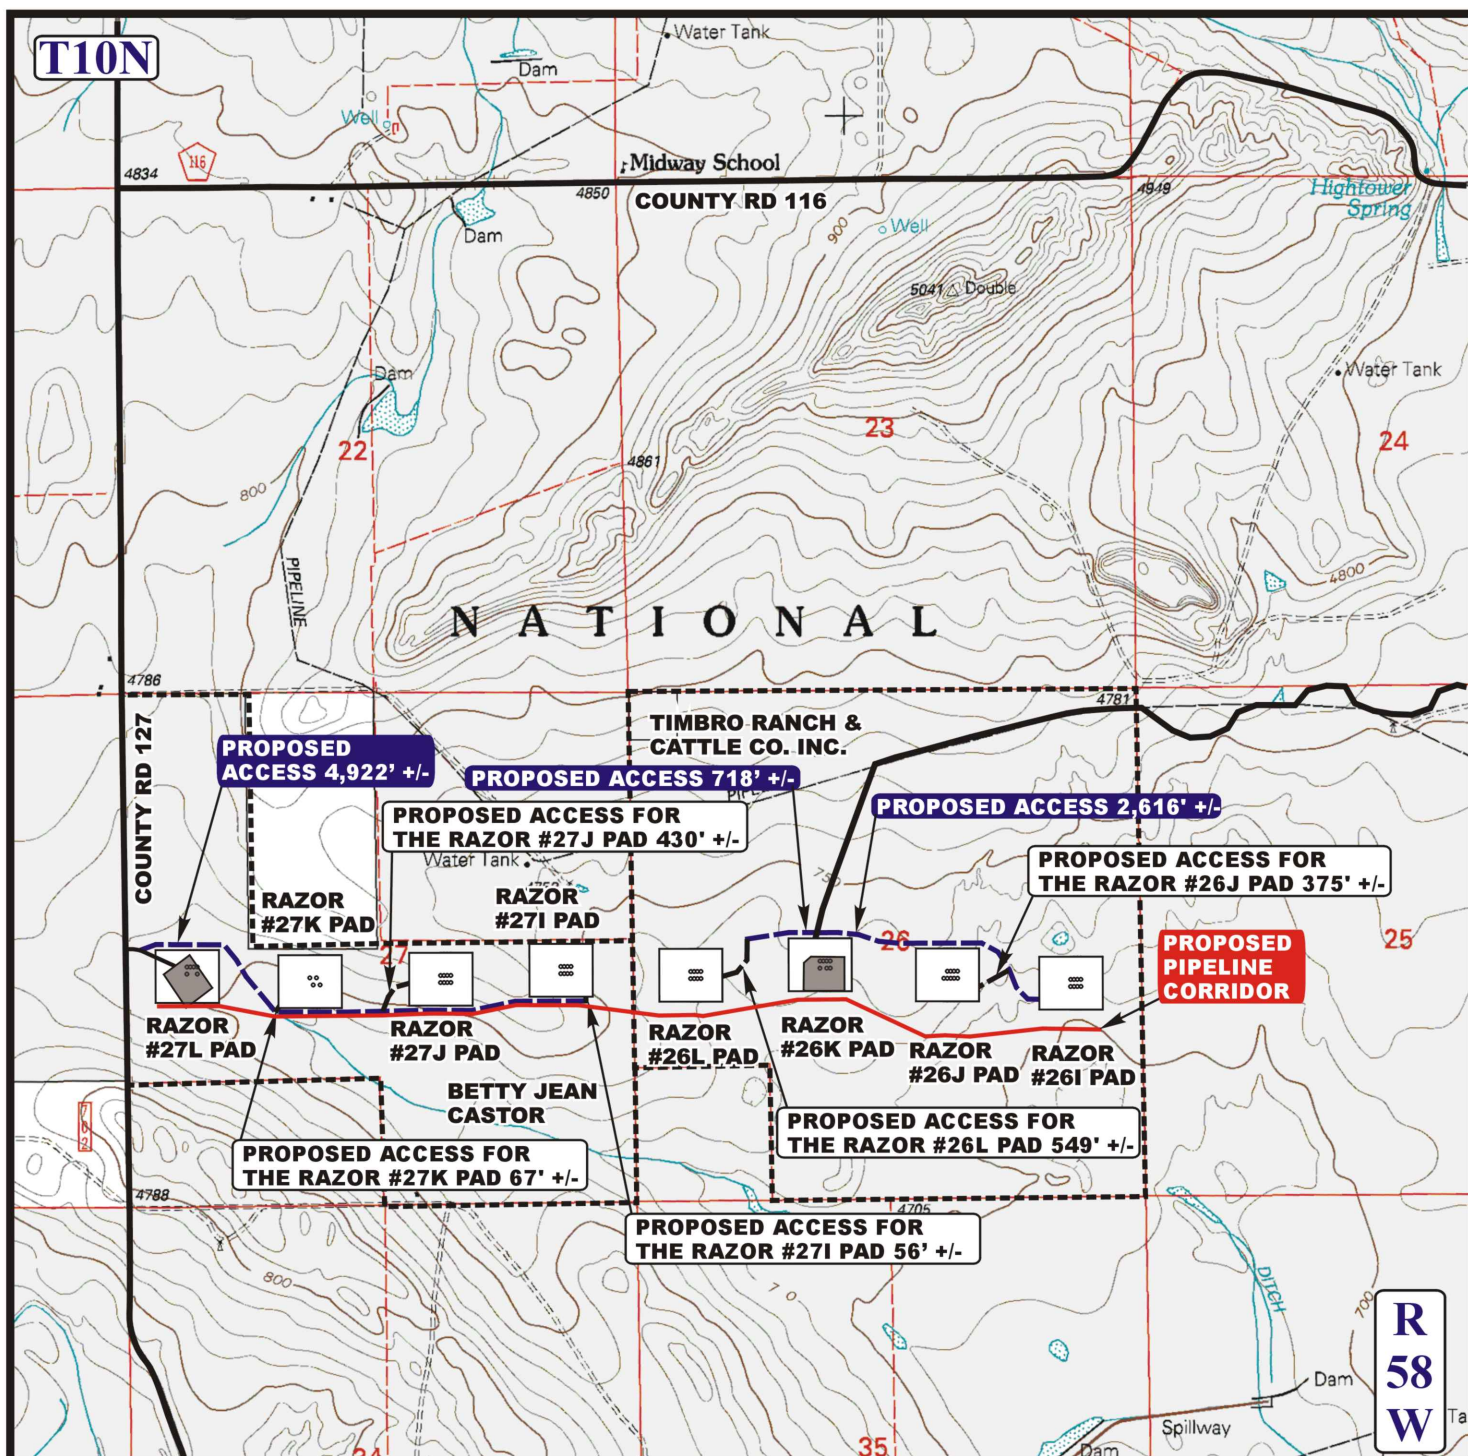 T10N
Water Tank
Dam
Well
116
4834
Midway School
4850
COUNTY RD 116
4949
Hightower
Spring
Dam
900
Well
5041
Double
Dam
Water Tank
22
23
24
4861
800
PIPELINE
4800
NATIONAL
4786
4781
COUNTY RD 127
TIMBRO RANCH &
CATTLE CO. INC.
PROPOSED
ACCESS 4,922' +/-
PROPOSED ACCESS 718' +/-
PROPOSED ACCESS 2,616' +/-
PROPOSED ACCESS FOR
THE RAZOR #27J PAD 430' +/-
Water Tank
PROPOSED ACCESS FOR
THE RAZOR #26J PAD 375' +/-
RAZOR
#27K PAD
RAZOR
#27I PAD
27
26
25
PROPOSED
PIPELINE
CORRIDOR
RAZOR
#27L PAD
RAZOR
#27J PAD
RAZOR
#26L PAD
RAZOR
#26K PAD
RAZOR
#26J PAD
RAZOR
#26I PAD
BETTY JEAN
CASTOR
PROPOSED ACCESS FOR
THE RAZOR #26L PAD 549' +/-
PROPOSED ACCESS FOR
THE RAZOR #27K PAD 67' +/-
4788
4705
PROPOSED ACCESS FOR
THE RAZOR #27I PAD 56' +/-
800
DITCH
700
R
58
W
Dam
Spillway
Dam
34
35